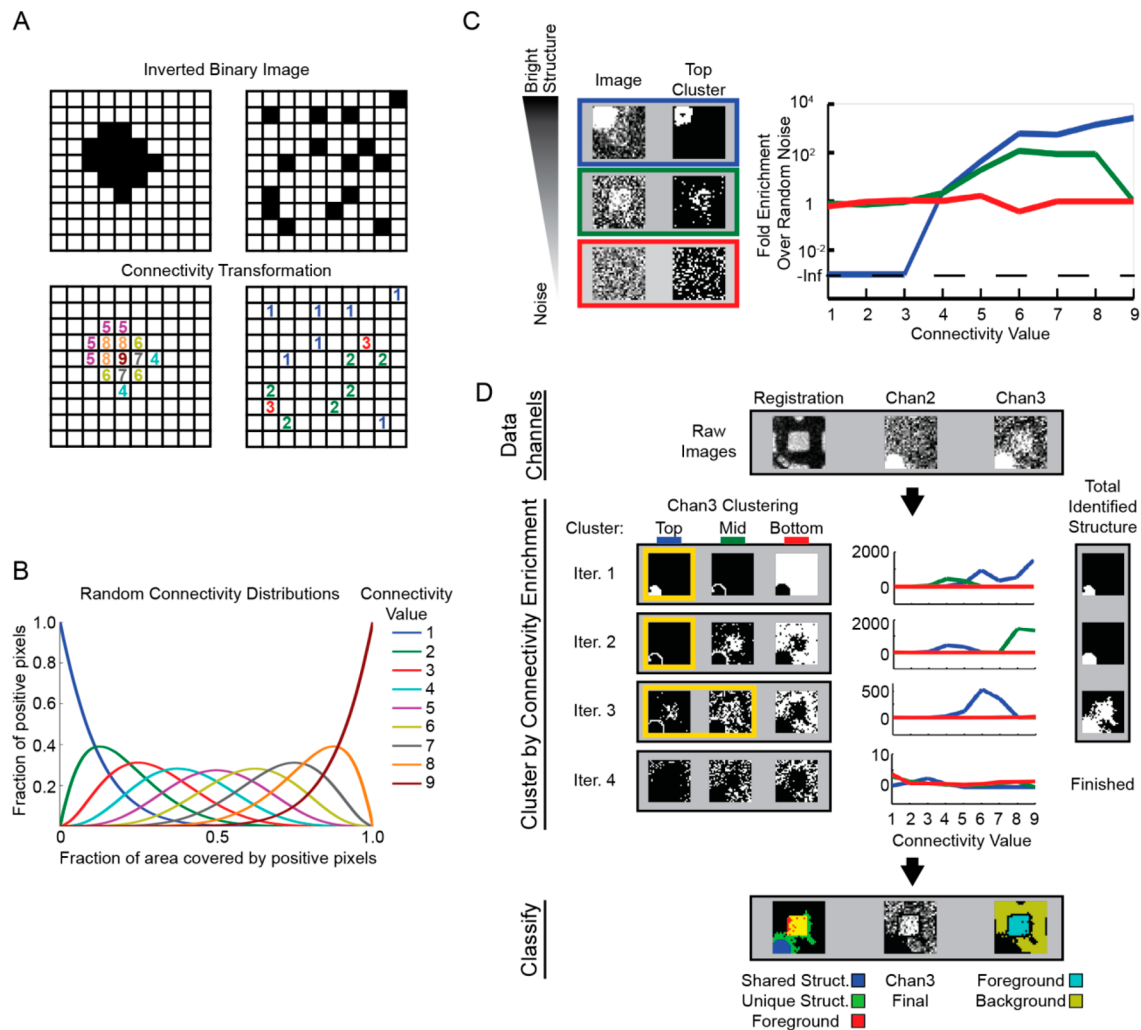 A
Inverted Binary Image
Connectivity Transformation
1
5 5
5 8 8 6
5 8 9 7 4
6 7 6
4
1 1 1
1 3
1 2 2
2 2
3 2
2 1
B
Random Connectivity Distributions
Connectivity
Value
1
2
3
4
5
6
7
8
9
Fraction of positive pixels
1.0
0.8
0.6
0.4
0.2
0 0.5 1.0
Fraction of area covered by positive pixels
C
Bright
Structure
Noise
Image
Top
Cluster
Fold Enrichment
Over Random Noise
10^4
10^2
1
10^-2
-Inf
1 2 3 4 5 6 7 8 9
Connectivity Value
D
Data
Channels
Registration Chan2 Chan3
Raw
Images
Cluster by Connectivity Enrichment
Chan3 Clustering
Cluster: Top Mid Bottom
Iter. 1
Iter. 2
Iter. 3
Iter. 4
2000
0
2000
0
500
0
10
0
1 2 3 4 5 6 7 8 9
Connectivity Value
Total
Identified
Structure
Finished
Classify
Shared Struct.
Unique Struct.
Foreground
Chan3
Final
Foreground
Background